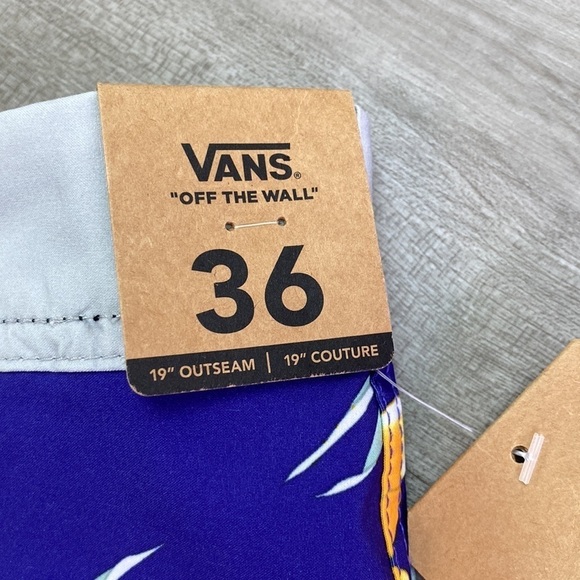 VANS®
"OFF THE WALL"
36
19" OUTSEAM | 19" COUTURE